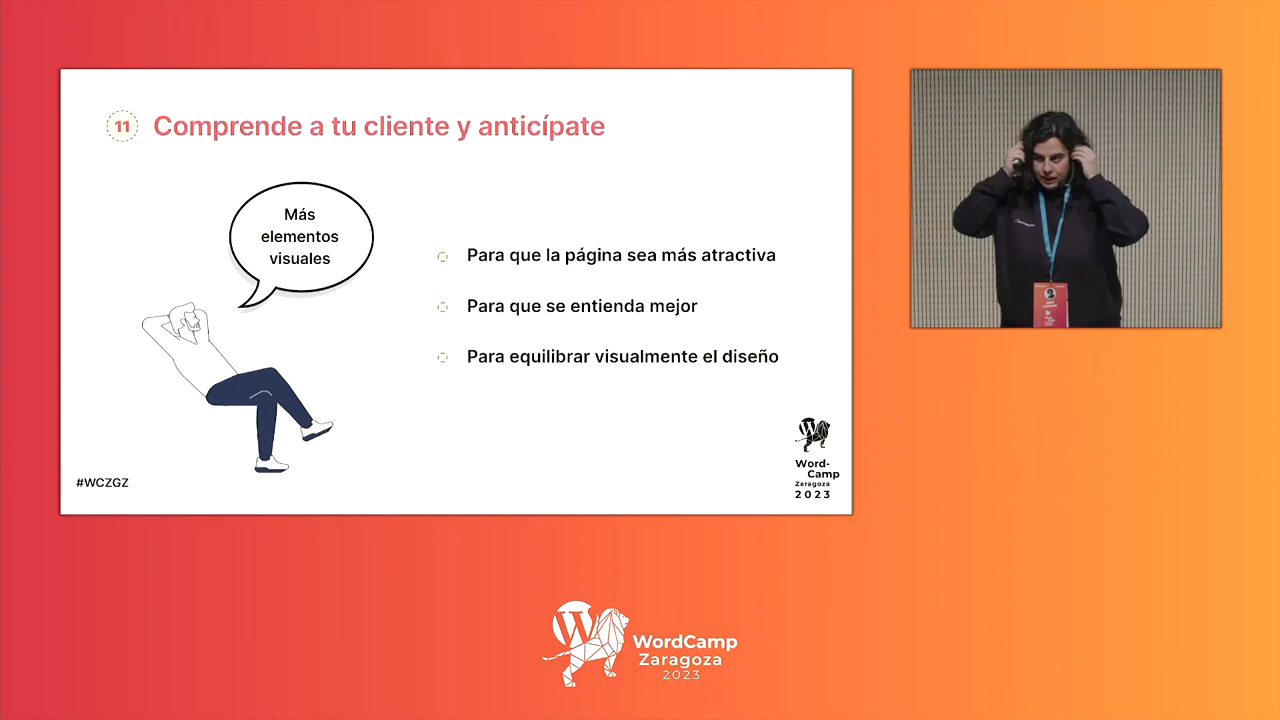 11 Comprende a tu cliente y anticípate
Más
elementos
visuales
Para que la página sea más atractiva
Para que se entienda mejor
Para equilibrar visualmente el diseño
#WCZGZ
Word-
Camp
Zaragoza
2023
WordCamp
Zaragoza
2023